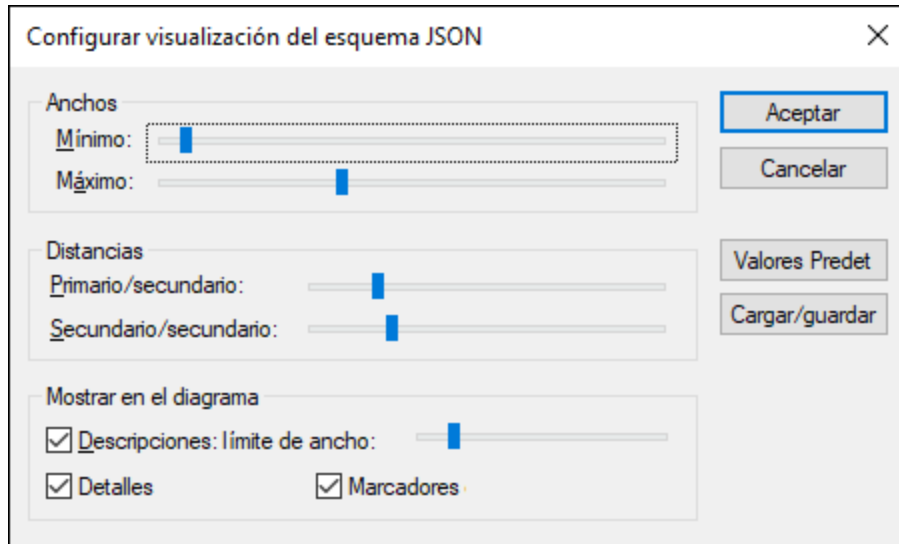 Configurar visualización del esquema JSON
Anchos
Mínimo:
Máximo:
Aceptar
Cancelar
Distancias
Primario/secundario:
Secundario/secundario:
Valores Predet
Cargar/guardar
Mostrar en el diagrama
Descripciones: límite de ancho:
Detalles Marcadores